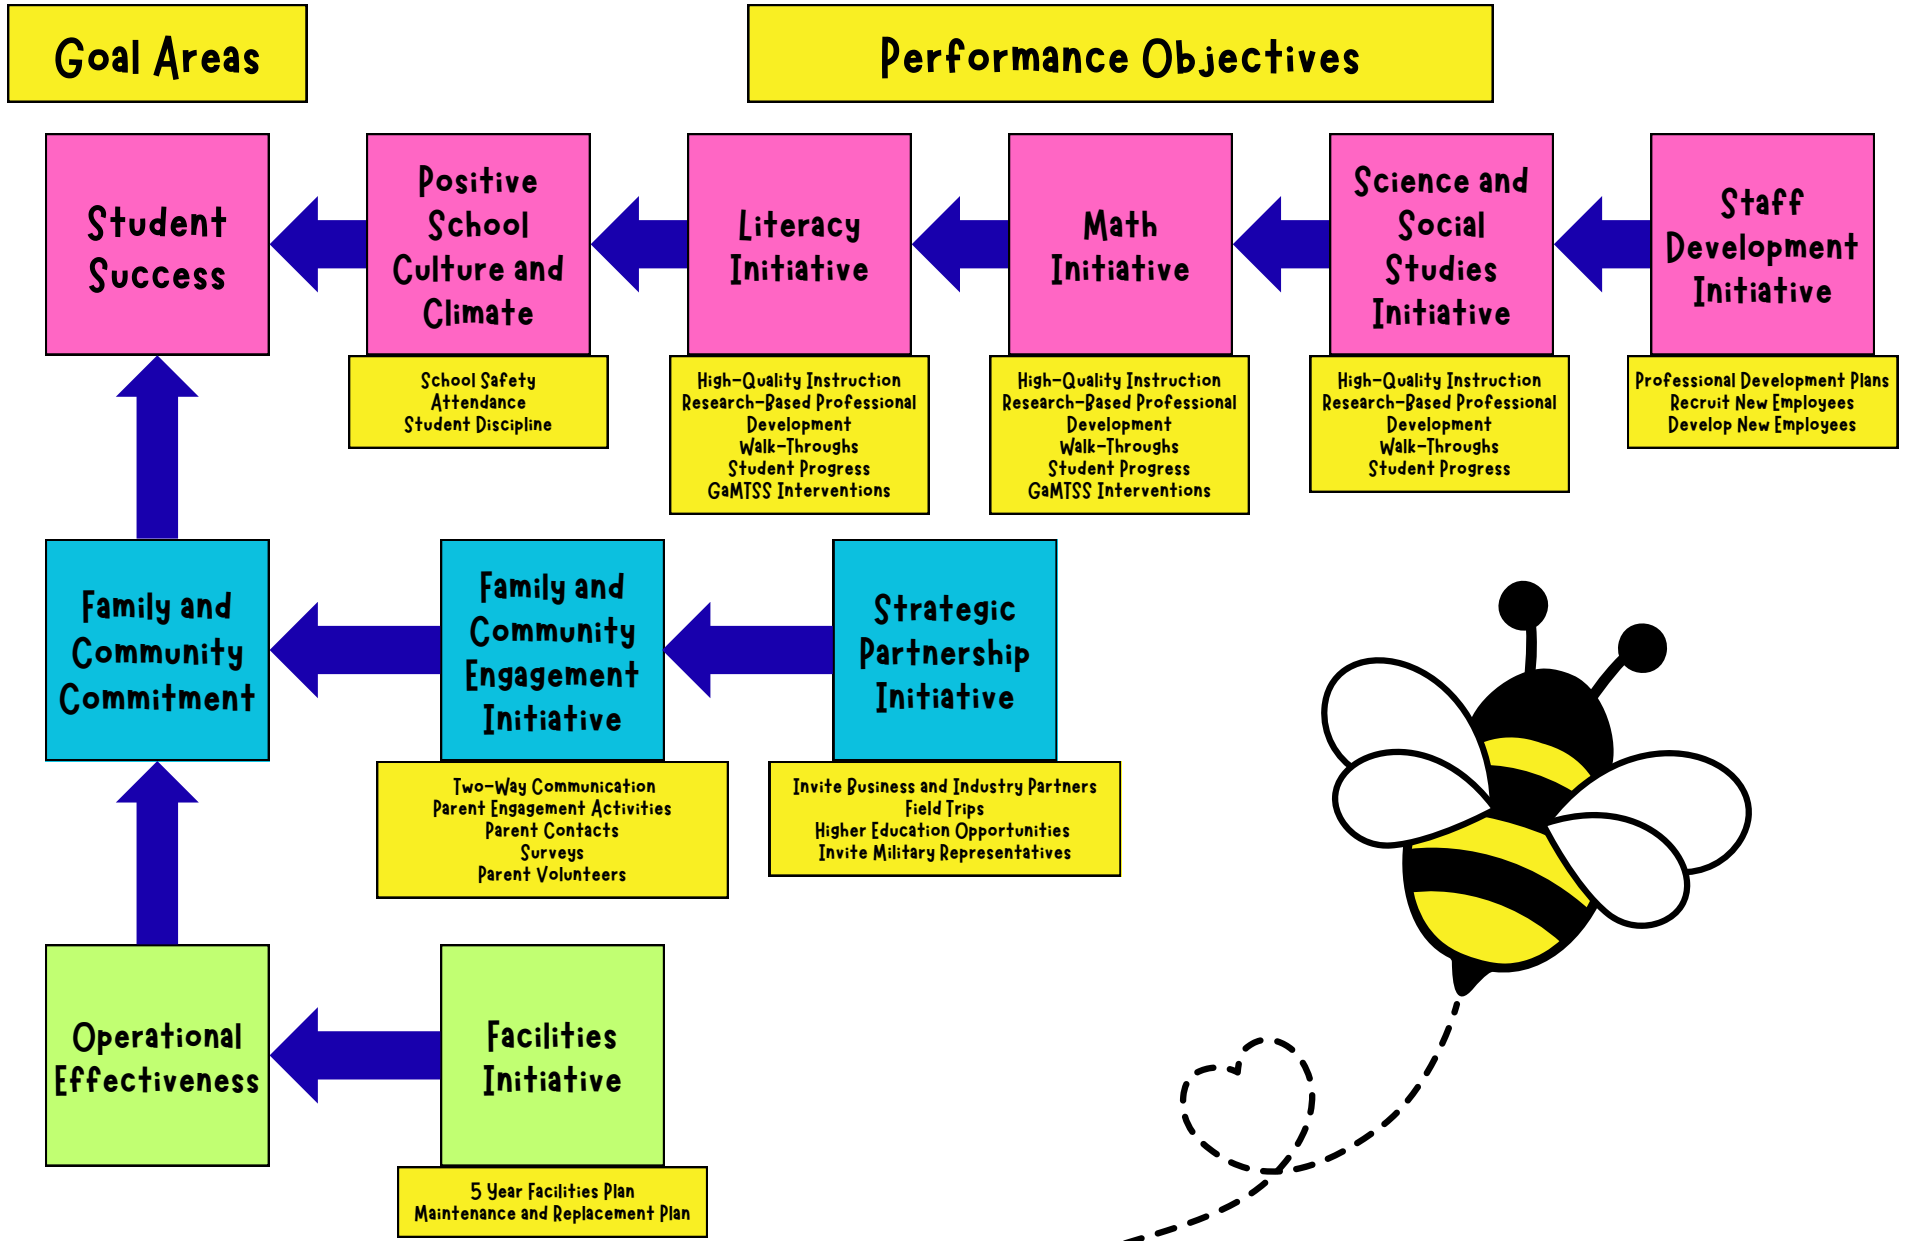 Goal Areas
Performance Objectives
Student
Success
Positive
School
Culture and
Climate
School Safety
Attendance
Student Discipline
Literacy
Initiative
High-Quality Instruction
Research-Based Professional
Development
Walk-Throughs
Student Progress
GaMTSS Interventions
Math
Initiative
High-Quality Instruction
Research-Based Professional
Development
Walk-Throughs
Student Progress
GaMTSS Interventions
Science and
Social
Studies
Initiative
High-Quality Instruction
Research-Based Professional
Development
Walk-Throughs
Student Progress
Staff
Development
Initiative
Professional Development Plans
Recruit New Employees
Develop New Employees
Family and
Community
Commitment
Family and
Community
Engagement
Initiative
Two-Way Communication
Parent Engagement Activities
Parent Contacts
Surveys
Parent Volunteers
Strategic
Partnership
Initiative
Invite Business and Industry Partners
Field Trips
Higher Education Opportunities
Invite Military Representatives
Operational
Effectiveness
Facilities
Initiative
5 Year Facilities Plan
Maintenance and Replacement Plan